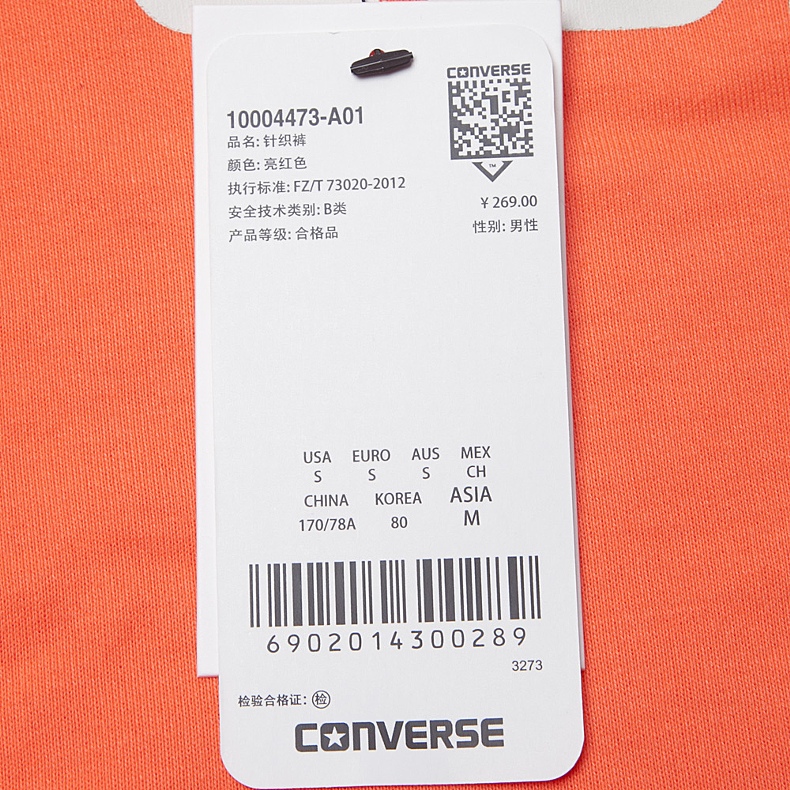 CONVERSE
10004473-A01
品名: 针织裤
颜色: 亮红色
执行标准: FZ/T 73020-2012
安全技术类别: B类
产品等级: 合格品
TM
¥ 269.00
性别: 男性
USA EURO AUS MEX
S S S CH
CHINA KOREA ASIA
170/78A 80 M
6902014300289
3273
检验合格证: 检
CONVERSE